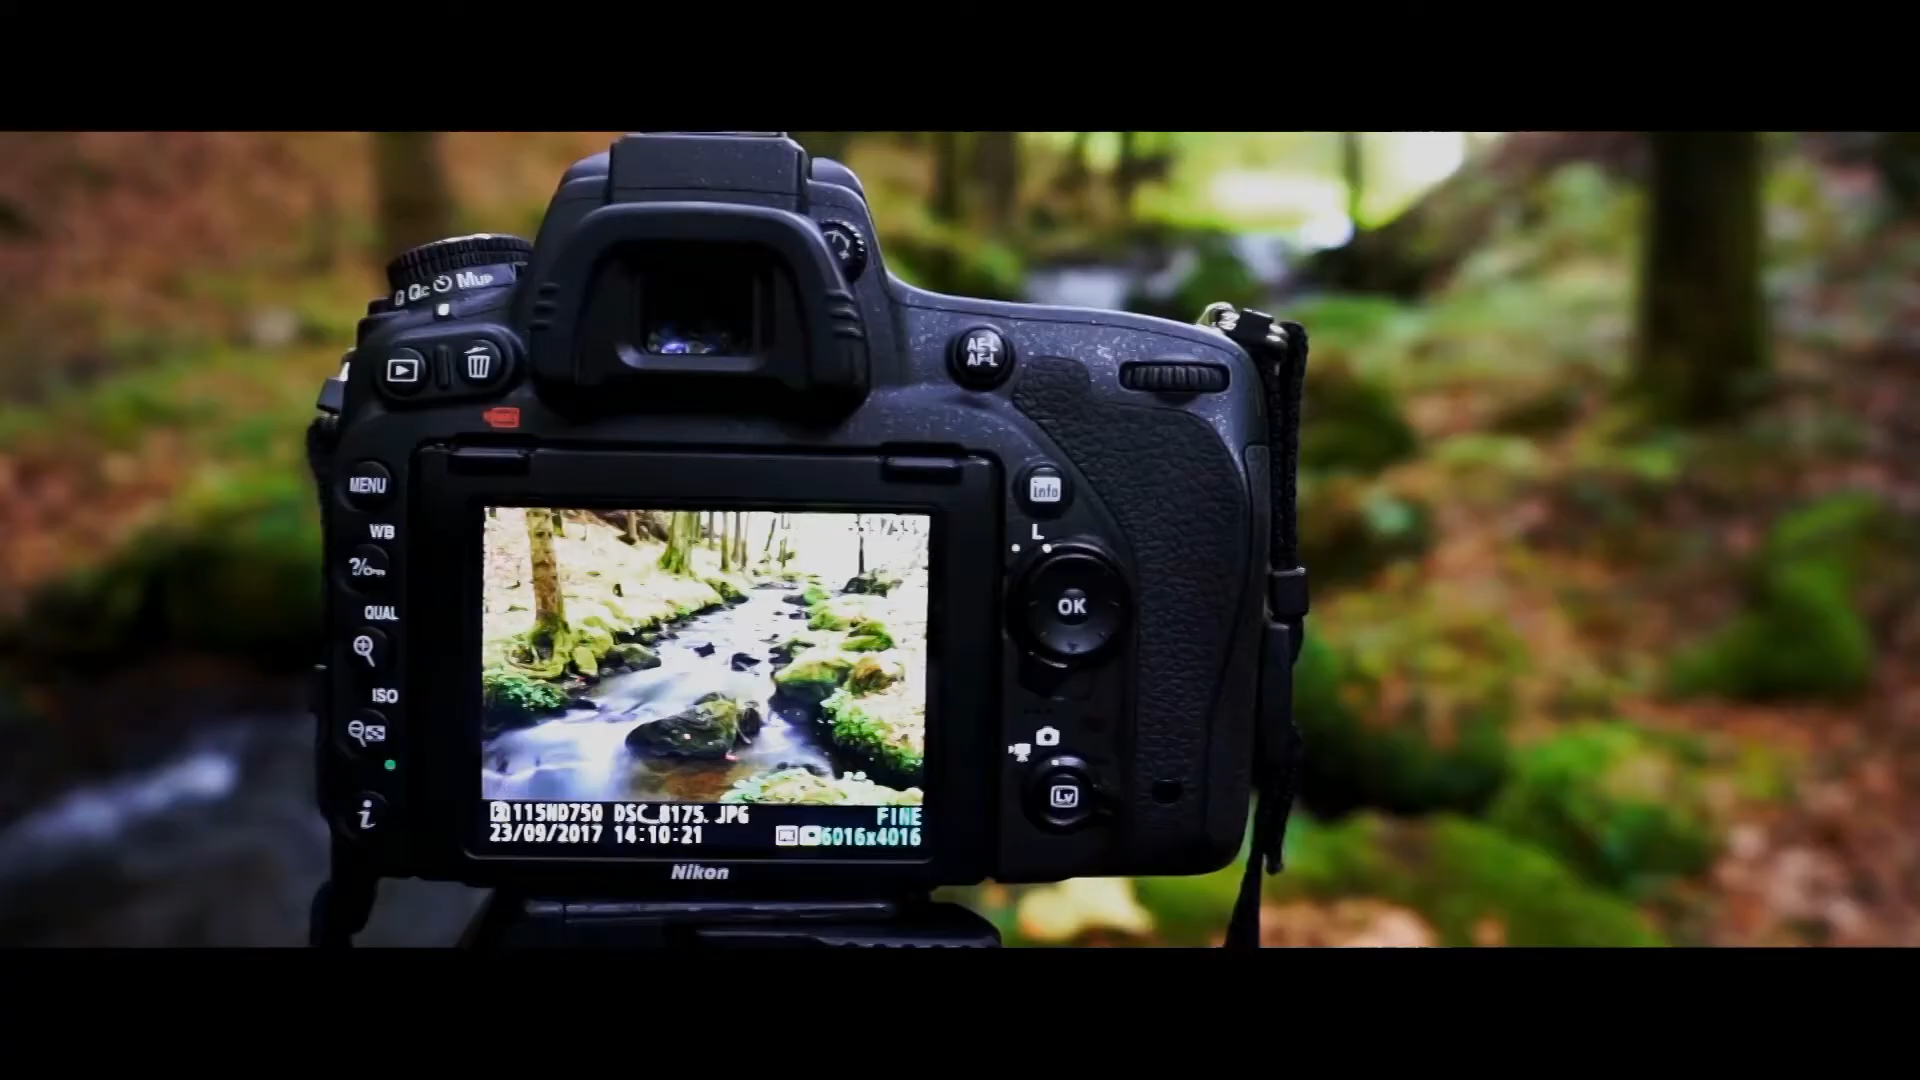 Q Qc Mup
AE-L
AF-L
MENU
info
WB
L
?
OK
QUAL
ISO
Lv
i
115ND750 DSC_8175.JPG FINE
23/09/2017 14:10:21 6016x4016
Nikon